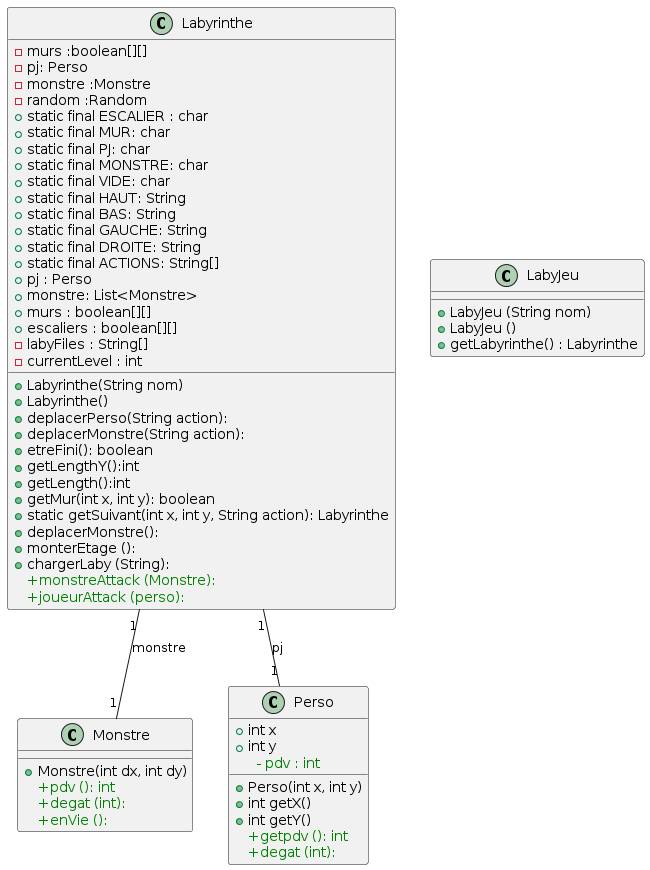 C Labyrinthe
murs :boolean[][]
pj: Perso
monstre :Monstre
random :Random
static final ESCALIER : char
static final MUR: char
static final PJ: char
static final MONSTRE: char
static final VIDE: char
static final HAUT: String
static final BAS: String
static final GAUCHE: String
static final DROITE: String
static final ACTIONS: String[]
pj : Perso
monstre: List<Monstre>
murs : boolean[][]
escaliers : boolean[][]
labyFiles : String[]
currentLevel : int
Labyrinthe(String nom)
Labyrinthe()
deplacerPerso(String action):
deplacerMonstre(String action):
etreFini(): boolean
getLengthY():int
getLength():int
getMur(int x, int y): boolean
static getSuivant(int x, int y, String action): Labyrinthe
deplacerMonstre():
monterEtage ():
chargerLaby (String):
+monstreAttack (Monstre):
+joueurAttack (perso):
C LabyJeu
LabyJeu (String nom)
LabyJeu ()
getLabyrinthe() : Labyrinthe
1
1
monstre
pj
1
1
C Monstre
Monstre(int dx, int dy)
+pdv (): int
+degat (int):
+enVie ():
C Perso
int x
int y
- pdv : int
Perso(int x, int y)
int getX()
int getY()
+getpdv (): int
+degat (int):